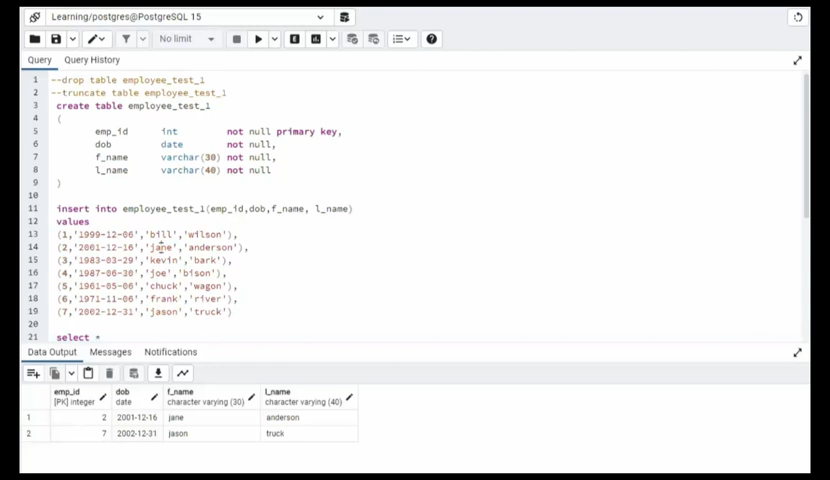 Learning/postgres@PostgreSQL 15
No limit
Query Query History
1 --drop table employee_test_1
2 --truncate table employee_test_1
3 create table employee_test_1
4 (
5 emp_id int not null primary key,
6 dob date not null,
7 f_name varchar(30) not null,
8 l_name varchar(40) not null
9 )
10
11 insert into employee_test_1(emp_id,dob,f_name, l_name)
12 values
13 (1,'1999-12-06','bill','wilson'),
14 (2,'2001-12-16','jane','anderson'),
15 (3,'1983-03-29','kevin','bark'),
16 (4,'1987-06-30','joe','bison'),
17 (5,'1961-05-06','chuck','wagon'),
18 (6,'1971-11-06','frank','river'),
19 (7,'2002-12-31','jason','truck')
20
21 select *
Data Output Messages Notifications
emp_id dob f_name l_name
[PK] integer date character varying (30) character varying (40)
1 2 2001-12-16 jane anderson
2 7 2002-12-31 jason truck